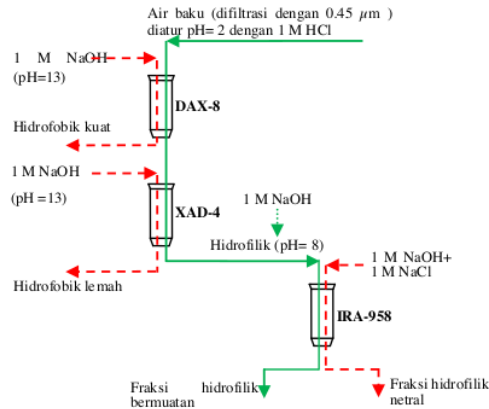 Air baku (difiltrasi dengan 0.45 µm )
diatur pH= 2 dengan 1 M HCl
1 M NaOH
(pH=13)
DAX-8
Hidrofobik kuat
1 M NaOH
(pH =13)
XAD-4
1 M NaOH
Hidrofilik (pH= 8)
1 M NaOH+
1 M NaCl
Hidrofobik lemah
IRA-958
Fraksi hidrofilik
bermuatan
Fraksi hidrofilik
netral